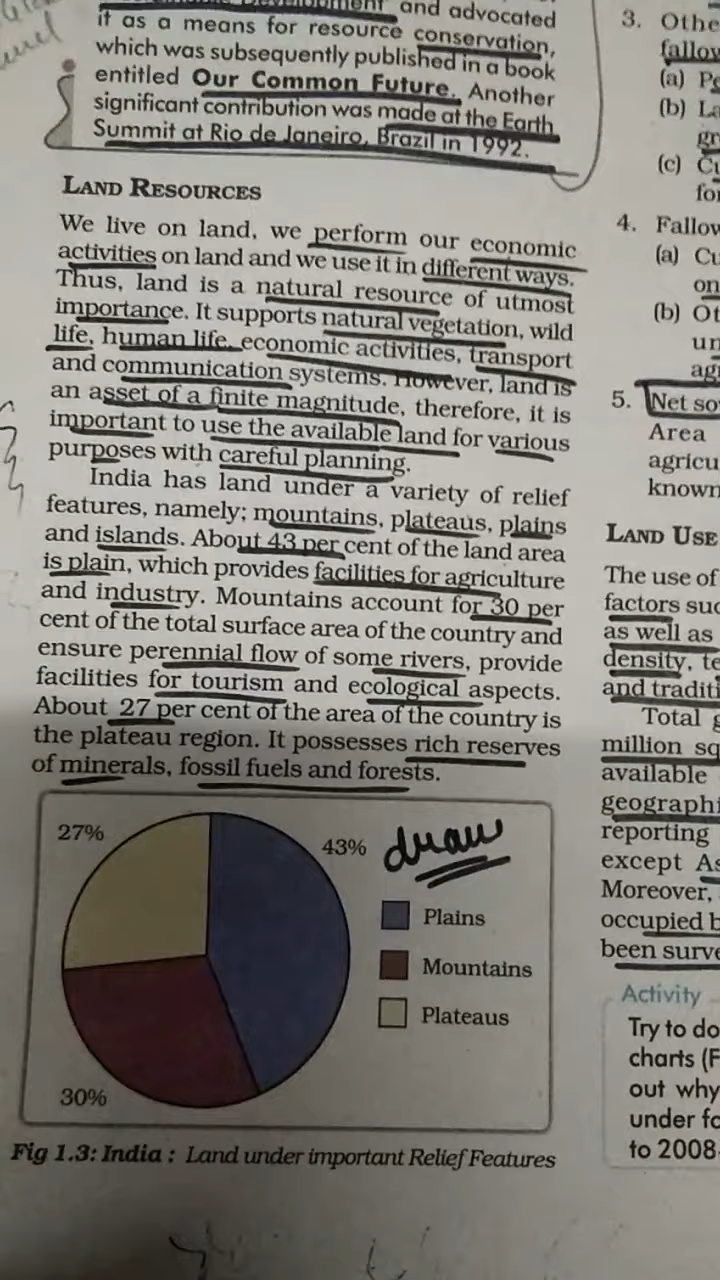 and advocated
it as a means for resource conservation,
which was subsequently published in a book
entitled Our Common Future. Another
significant contribution was made at the Earth
Summit at Rio de Janeiro, Brazil in 1992.
LAND RESOURCES
We live on land, we perform our economic
activities on land and we use it in different ways.
Thus, land is a natural resource of utmost
importance. It supports natural vegetation, wild
life, human life, economic activities, transport
and communication systems. However, land is
an asset of a finite magnitude, therefore, it is
important to use the available land for various
purposes with careful planning.
India has land under a variety of relief
features, namely; mountains, plateaus, plains
and islands. About 43 per cent of the land area
is plain, which provides facilities for agriculture
and industry. Mountains account for 30 per
cent of the total surface area of the country and
ensure perennial flow of some rivers, provide
facilities for tourism and ecological aspects.
About 27 per cent of the area of the country is
the plateau region. It possesses rich reserves
of minerals, fossil fuels and forests.
27%
43%
draw
Plains
Mountains
Plateaus
30%
Fig 1.3: India : Land under important Relief Features
3. Othe
fallow
(a)
(b)
(c)
4. Fallow
(a)
on
(b) Ot
5. Net so
Area
agricu
known
LAND USE
The use of
factors suc
as well as
density, te
and traditi
Total g
million sq
available
geographi
reporting
except As
Moreover,
occupied b
been surve
Activity
Try to do
charts (F
out why
under fo
to 2008-